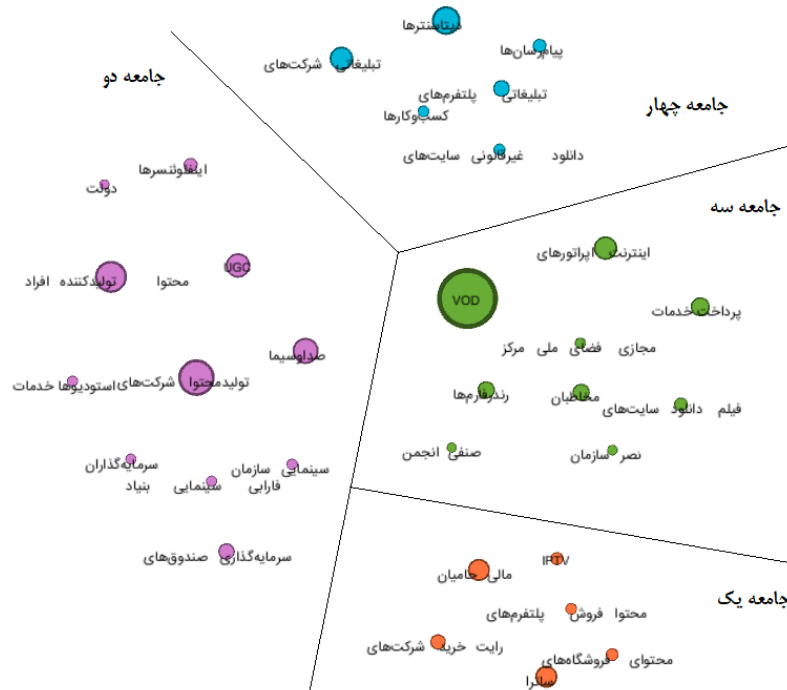 دیتاسنترها
پیام‌رسان‌ها
تبلیغاتی شرکت‌های
تبلیغاتی پلتفرم‌های
کسب‌وکارها
جامعه چهار
دانلود غیرقانونی سایت‌های
جامعه دو
اینفلوئنسرها
دولت
UGC
محتوا تولیدکننده افراد
صداوسیما
تولیدمحتوا شرکت‌های
استودیوها خدمات
سرمایه‌گذاران
سینمایی سازمان
فارابی سینمایی بنیاد
سرمایه‌گذاری صندوق‌های
جامعه سه
اینترنت اپراتورهای
VOD
پرداخت خدمات
مجازی فضای ملی مرکز
مخاطبان
رندرفارم‌ها
فیلم دانلود سایت‌های
نصر سازمان
صنفی انجمن
جامعه یک
IPTV
مالی حامیان
محتوا فروش پلتفرم‌های
رایت خرید شرکت‌های
محتوای فروشگاه‌های
ساترا